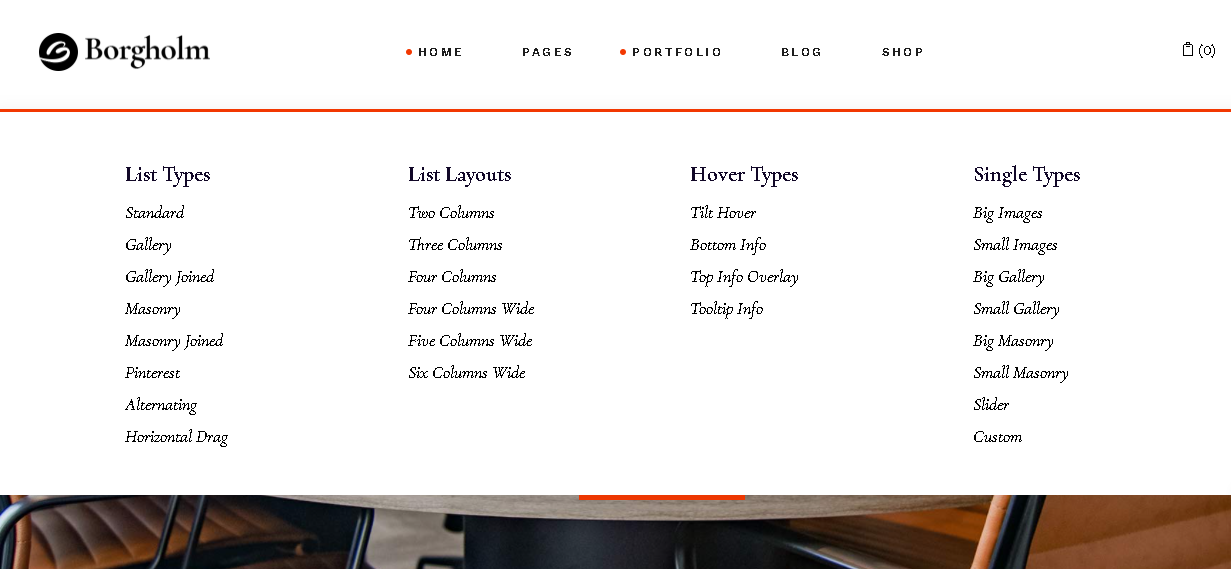 Borgholm
HOME
PAGES
PORTFOLIO
BLOG
SHOP
(0)
List Types
Standard
Gallery
Gallery Joined
Masonry
Masonry Joined
Pinterest
Alternating
Horizontal Drag
List Layouts
Two Columns
Three Columns
Four Columns
Four Columns Wide
Five Columns Wide
Six Columns Wide
Hover Types
Tilt Hover
Bottom Info
Top Info Overlay
Tooltip Info
Single Types
Big Images
Small Images
Big Gallery
Small Gallery
Big Masonry
Small Masonry
Slider
Custom